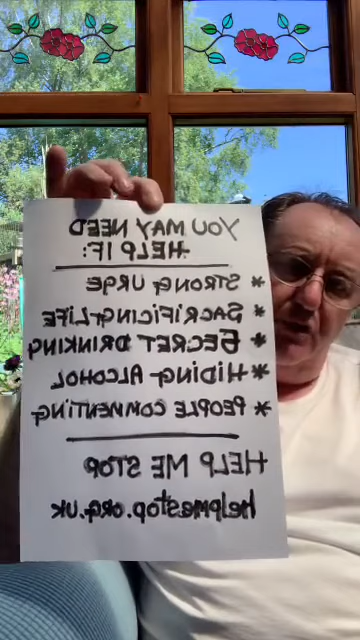 YOU MAY NEED
HELP IF:
* STRONG URGE
* SACRIFICING LIFE
* SECRET DRINKING
* HIDING ALCOHOL
* PEOPLE COMMENTING
HELP ME STOP
helpmestop.org.uk